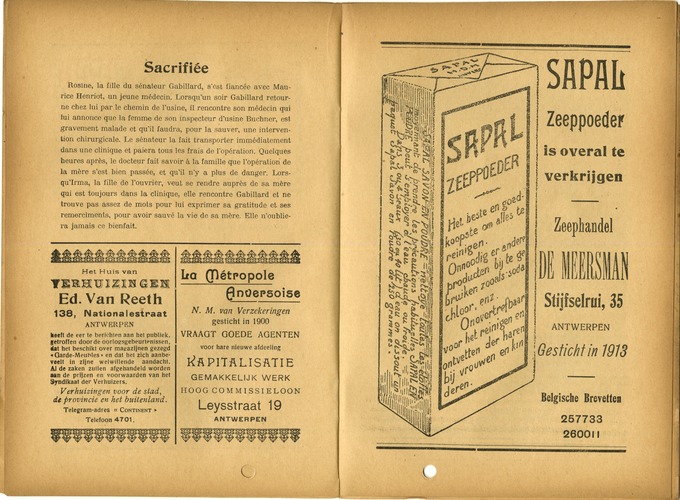 Sacrifiée
Rosine, la fille du sénateur Gabillard, s'est fiancée avec Mau-
rice Henriot, un jeune médecin. Lorsqu'un soir Gabillard retour-
ne chez lui par le chemin de l'usine, il rencontre son médecin qui
lui annonce que la femme de son inspecteur d'usine Buchner, est
gravement malade et qu'il faudra, pour la sauver, une interven-
tion chirurgicale. Le sénateur la fait transporter immédiatement
dans une clinique et paiera tous les frais de l'opération. Quelques
heures après, le docteur fait savoir à la famille que l'opération de
la mère s'est bien passée, et qu'il n'y a plus de danger. Lors-
qu'Irma, la fille de l'ouvrier, veut se rendre auprès de sa mère
qui est toujours dans la clinique, elle rencontre Gabillard et ne
trouve pas assez de mots pour lui exprimer sa gratitude et ses
remerciments, pour avoir sauvé la vie de sa mère. Elle n'oublie-
ra jamais ce bienfait.
Het Huis van
VERHUIZINGEN
Ed. Van Reeth
138, Nationalestraat
ANTWERPEN
heeft de eer te berichten aan het publiek,
getroffen door de oorlogsgebeurtenissen,
dat het beschikt over magazijnen gezegd
«Garde-Meubles» en dat het zich aanbe-
veelt in zijne welwillende aandacht.
Al de zaken zullen afgehandeld worden
aan de prijzen en voorwaarden van het
Syndikaat der Verhuizers.
Verhuizingen voor de stad,
de provincie en het buitenland.
Telegram-adres « CONTINENT »
Telefoon 4701.
La Métropole
Anversoise
N. M. van Verzekeringen
gesticht in 1900
VRAAGT GOEDE AGENTEN
voor hare nieuwe afdeeling
KAPITALISATIE
GEMAKKELIJK WERK
HOOG COMMISSIELOON
Leysstraat 19
ANTWERPEN
SAPAL
SAPAL SAVON EN POUDRE nettoie toutes
SAPAL
ZEEPPOEDER
Het beste en goed-
koopste om alles te
reinigen.
Onnoodig er andere
producten bij te ge
bruiken zooals: soda
chloor, enz.
Onovertrefbaar
voor het reinigen en
ontvetten der haren
bij vrouwen en kin
deren.
SAPAL
Zeeppoeder
is overal te
verkrijgen
Zeephandel
DE MEERSMAN
Stijfselrui, 35
ANTWERPEN
Gesticht in 1913
Belgische Brevetten
257733
260011